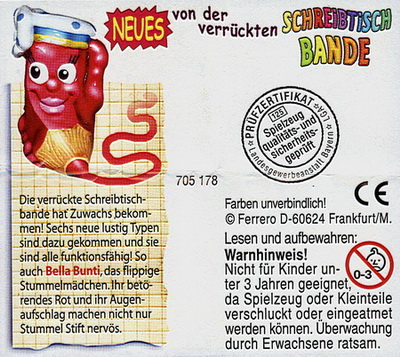 NEUES von der verrückten
SCHREIBTISCH
BANDE
PRÜFZERTIFIKAT • LGA
125
Spielzeug
qualitäts- und
sicherheits-
geprüft
Landesgewerbeanstalt Bayern
705 178
Die verrückte Schreibtisch-
bande hat Zuwachs bekom-
men! Sechs neue lustig Typen
sind dazu gekommen und sie
sind alle funktionsfähig! So
auch Bella Bunti, das flippige
Stummelmädchen. Ihr betö-
rendes Rot und ihr Augen-
aufschlag machen nicht nur
Stummel Stift nervös.
Farben unverbindlich!
© Ferrero D-60624 Frankfurt/M.
CE
Lesen und aufbewahren:
Warnhinweis!
Nicht für Kinder un-
ter 3 Jahren geeignet,
da Spielzeug oder Kleinteile
verschluckt oder eingeatmet
werden können. Überwachung
durch Erwachsene ratsam.
0-3